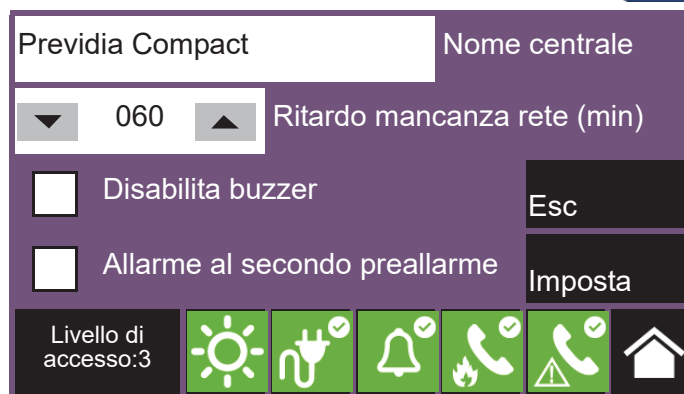 Previdia Compact Nome centrale
060 Ritardo mancanza rete (min)
Disabilita buzzer
Esc
Allarme al secondo preallarme
Imposta
Livello di
accesso:3